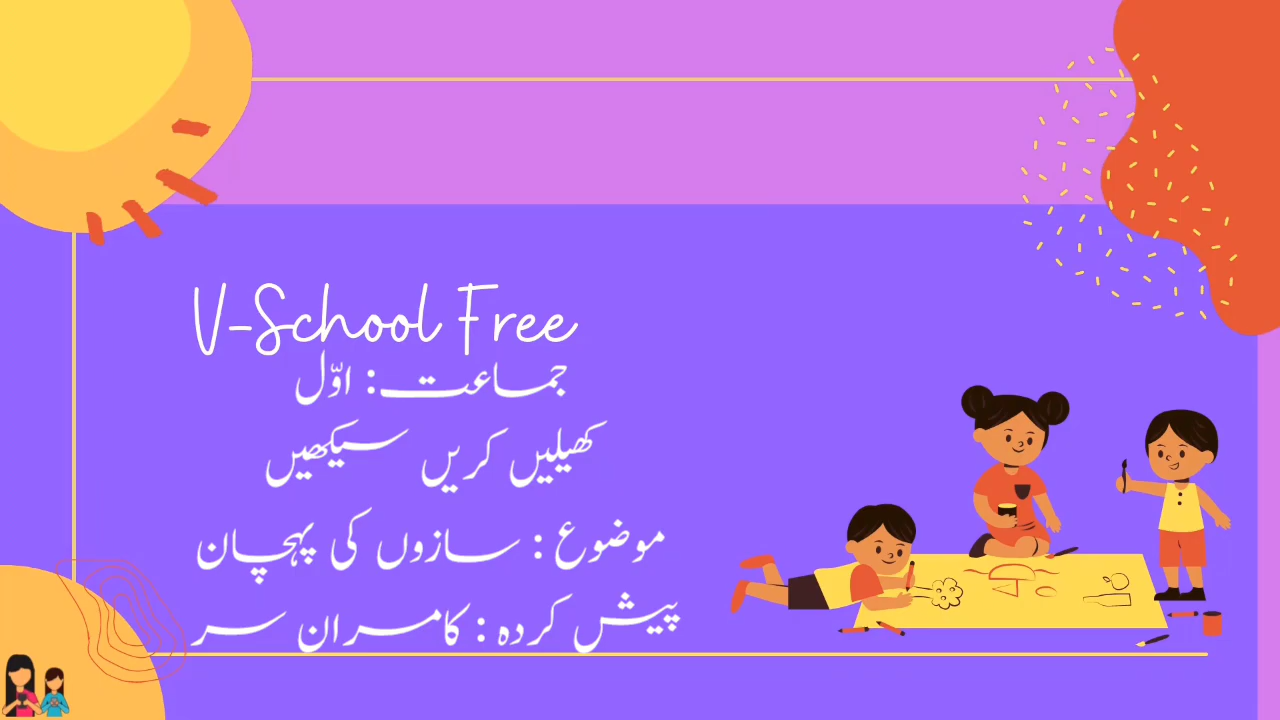 V-School Free
جماعت: اوّل
کھیلیں کریں سیکھیں
موضوع: سازوں کی پہچان
پیش کردہ: کامران سر